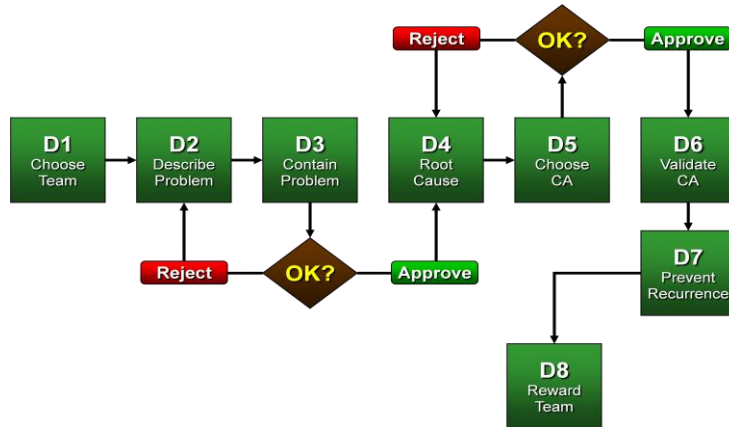 Reject
OK?
Approve
D1
Choose
Team
D2
Describe
Problem
D3
Contain
Problem
D4
Root
Cause
D5
Choose
CA
D6
Validate
CA
Reject
OK?
Approve
D7
Prevent
Recurrence
D8
Reward
Team